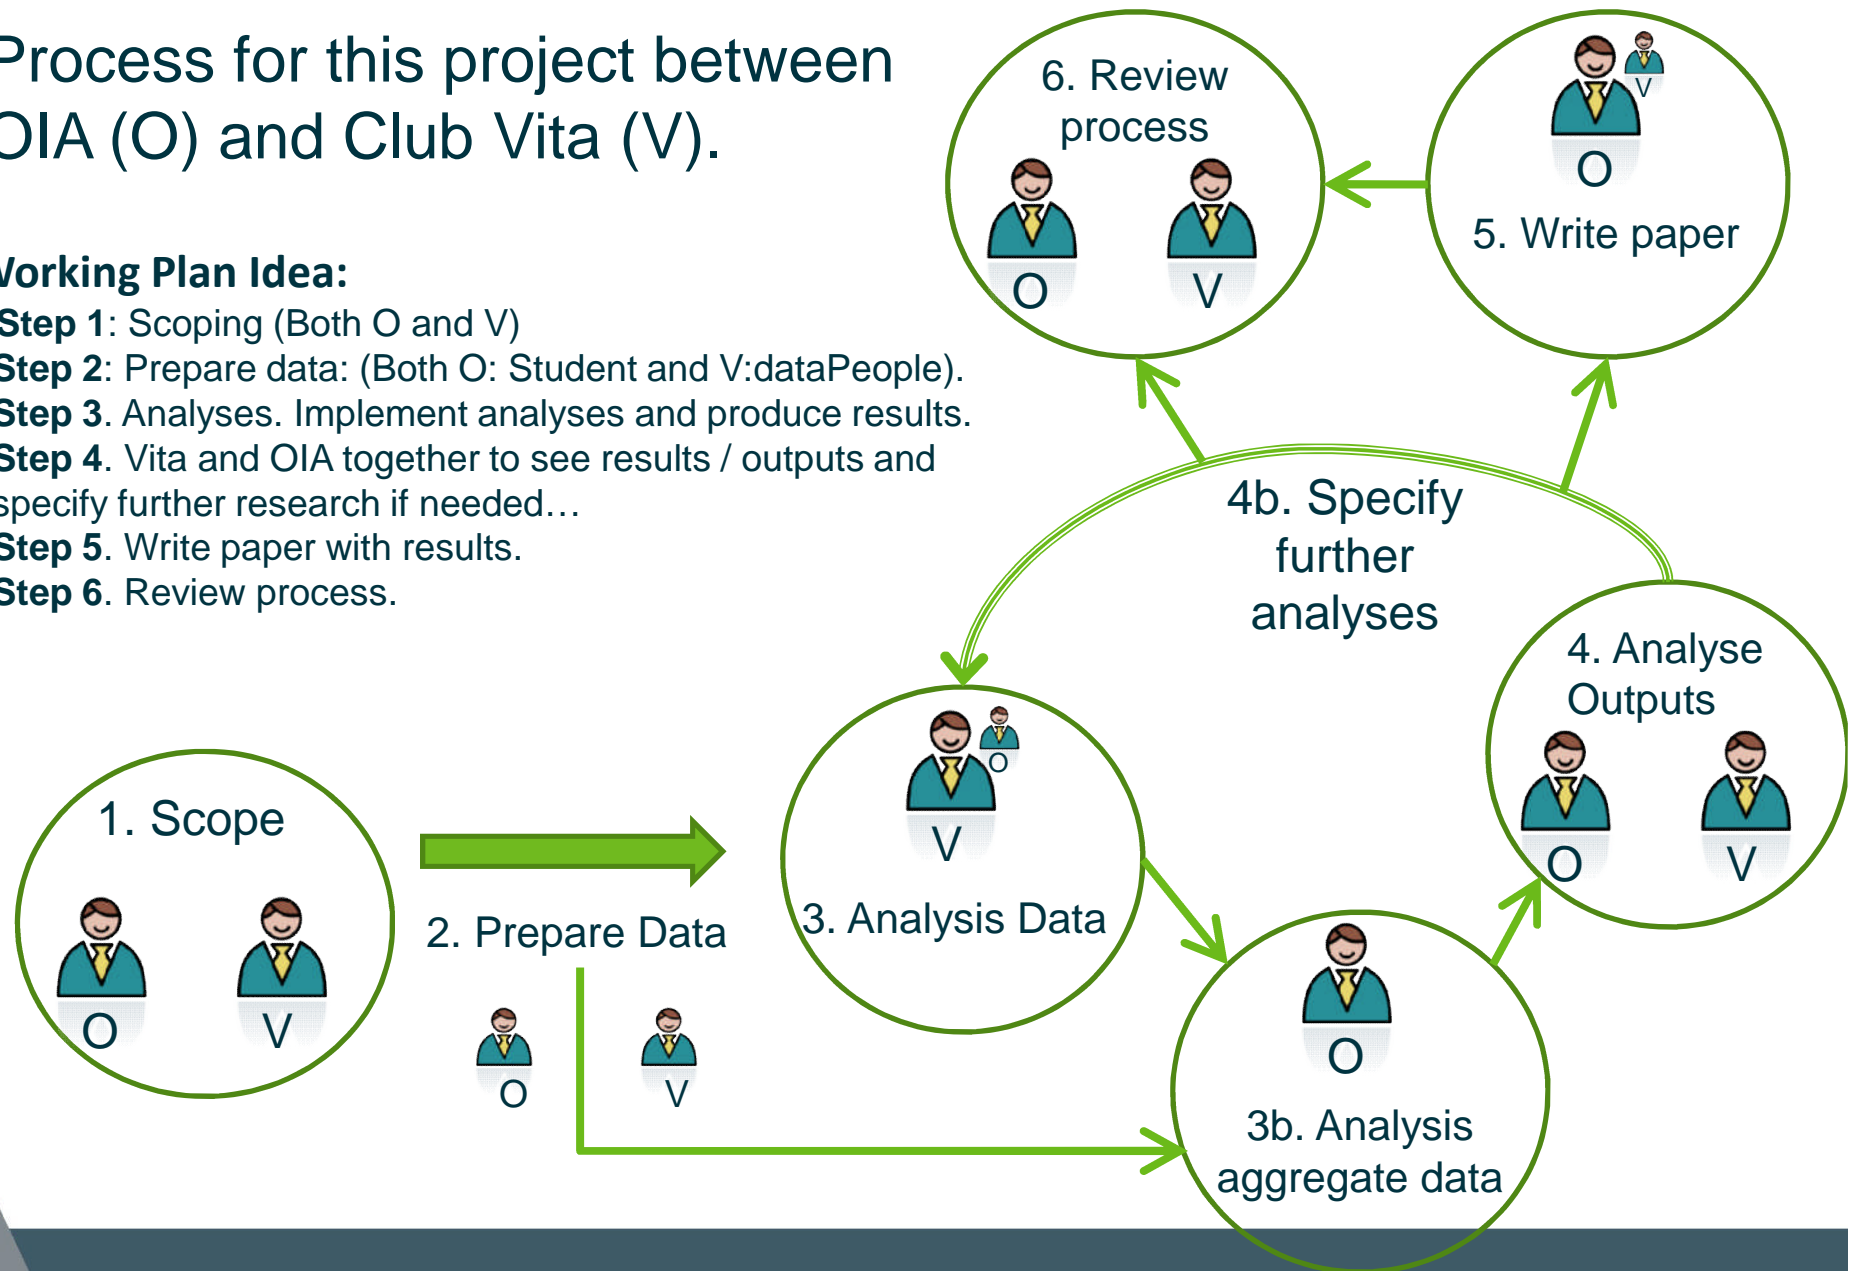 Process for this project between
OIA (O) and Club Vita (V).
Working Plan Idea:
Step 1: Scoping (Both O and V)
Step 2: Prepare data: (Both O: Student and V:dataPeople).
Step 3. Analyses. Implement analyses and produce results.
Step 4. Vita and OIA together to see results / outputs and
specify further research if needed…
Step 5. Write paper with results.
Step 6. Review process.
6. Review
process
O
V
V
O
5. Write paper
4b. Specify
further
analyses
4. Analyse
Outputs
O
V
1. Scope
O
V
2. Prepare Data
O
V
O
V
3. Analysis Data
O
3b. Analysis
aggregate data